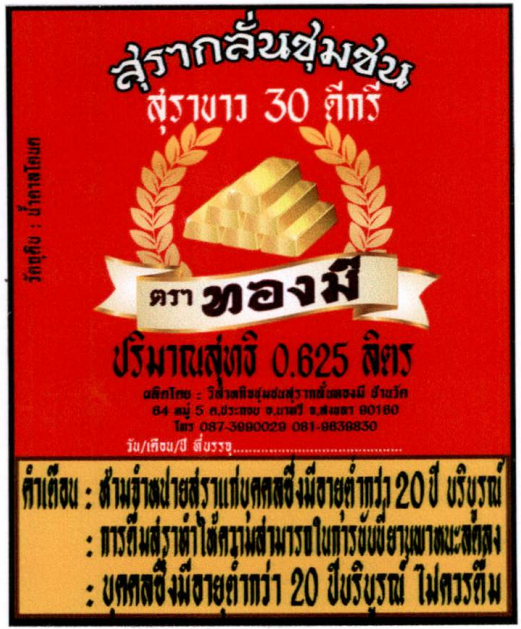 สุรากลั่นชุมชน
สุราขาว 30 ดีกรี
วัตถุดิบ : น้ำตาลโตนด
ตรา ทองมี
ปริมาณสุทธิ 0.625 ลิตร
ผลิตโดย : วิสาหกิจชุมชนสุรากลั่นทองมี บ้านวัด
64 หมู่ 5 ต.ประกอบ อ.นาทวี จ.สงขลา 90160
โทร 087-3990029 081-9639830
วัน/เดือน/ปี ที่บรรจุ
คำเตือน : ห้ามจำหน่ายสุราแก่บุคคลซึ่งมีอายุต่ำกว่า 20 ปี บริบูรณ์
: การดื่มสุราทำให้ความสามารถในการขับขี่ยานพาหนะลดลง
: บุคคลซึ่งมีอายุต่ำกว่า 20 ปีบริบูรณ์ ไม่ควรดื่ม